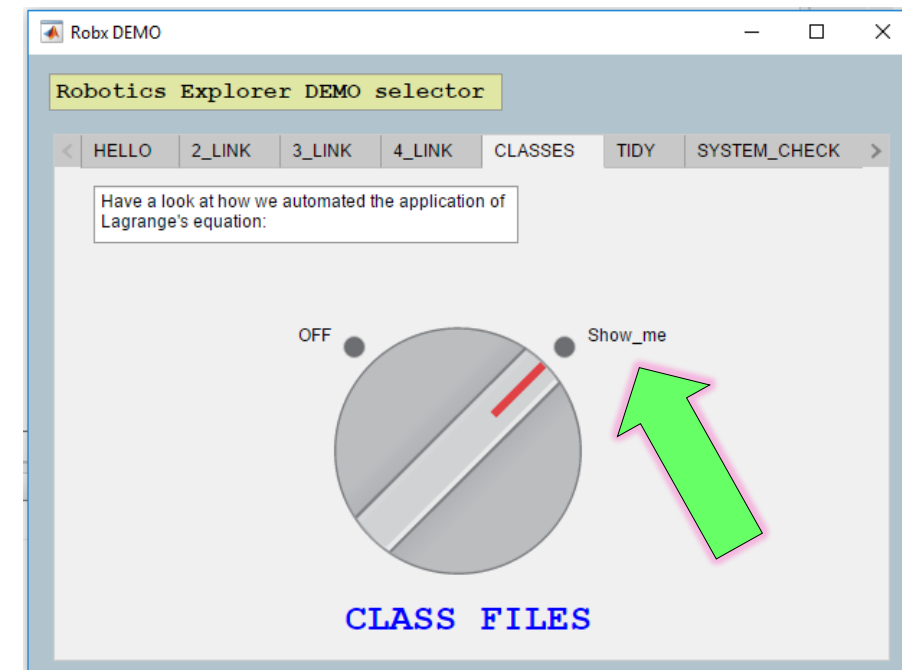 Robx DEMO
Robotics Explorer DEMO selector
HELLO 2_LINK 3_LINK 4_LINK CLASSES TIDY SYSTEM_CHECK
Have a look at how we automated the application of
Lagrange's equation:
OFF Show_me
CLASS FILES